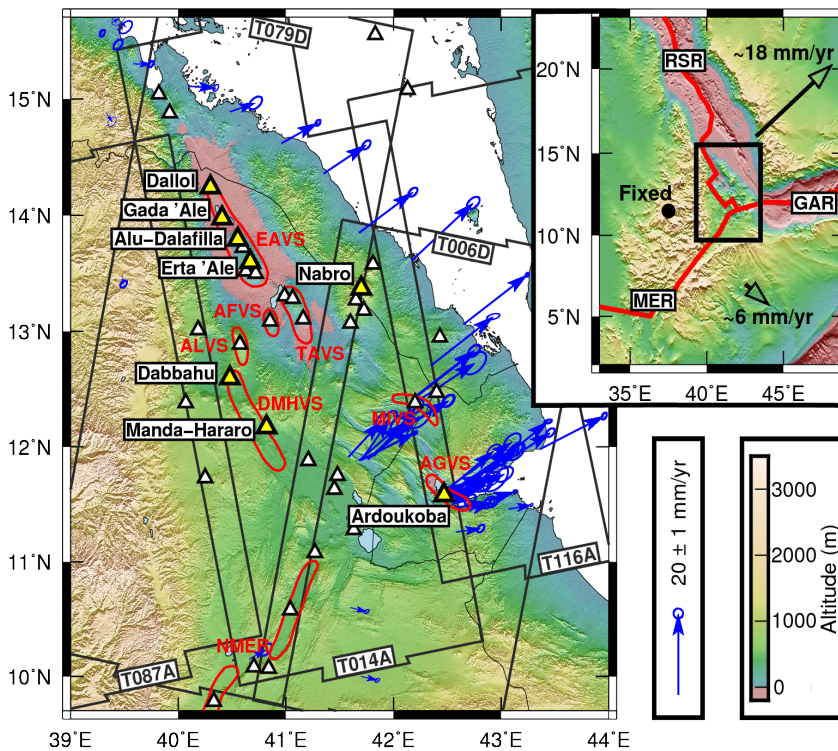 T079D
15°N
14°N
13°N
12°N
11°N
10°N
39°E
40°E
41°E
42°E
43°E
44°E
Dallol
Gada 'Ale
Alu-Dalafilla
EAVS
Erta 'Ale
Nabro
T006D
AFVS
ALVS
TAVS
Dabbahu
DMHVS
MIVS
Manda-Hararo
AGVS
Ardoukoba
T116A
NMER
T014A
T087A
20°N
15°N
10°N
5°N
35°E
40°E
45°E
RSR
~18 mm/yr
Fixed
GAR
MER
~6 mm/yr
20 ± 1 mm/yr
3000
2000
1000
0
Altitude (m)